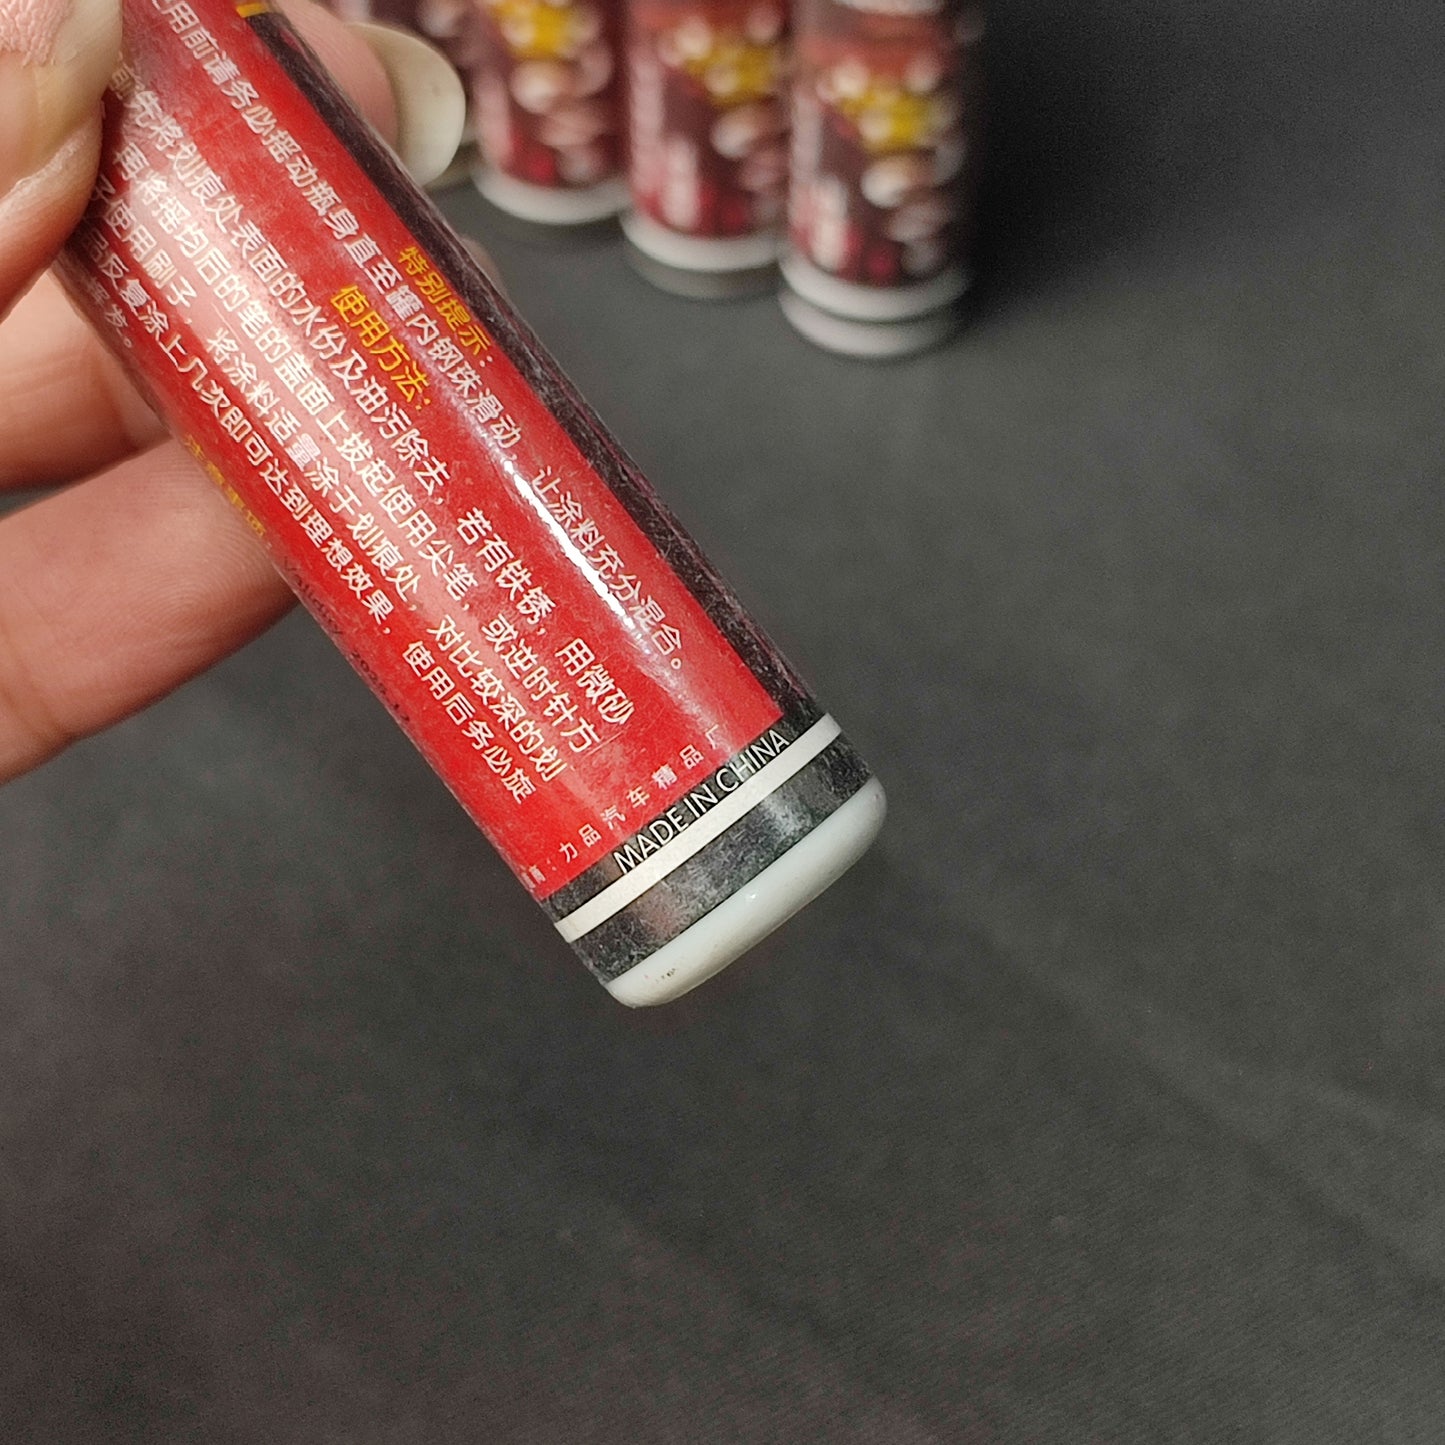 特别提示：
使用前请务必摇动瓶身直至罐内钢珠滑动，让涂料充分混合。
使用方法：
先将划痕处表面的水份及油污除去，若有铁锈，用微砂
再将摇均后的笔的盖面上拔起使用尖笔，或逆时针方
使用刷子，将涂料适量涂于划痕处，对比较深的划
反复涂上几次即可达到理想效果，使用后务必旋
发。
Validity
力品汽车精品厂
MADE IN CHINA